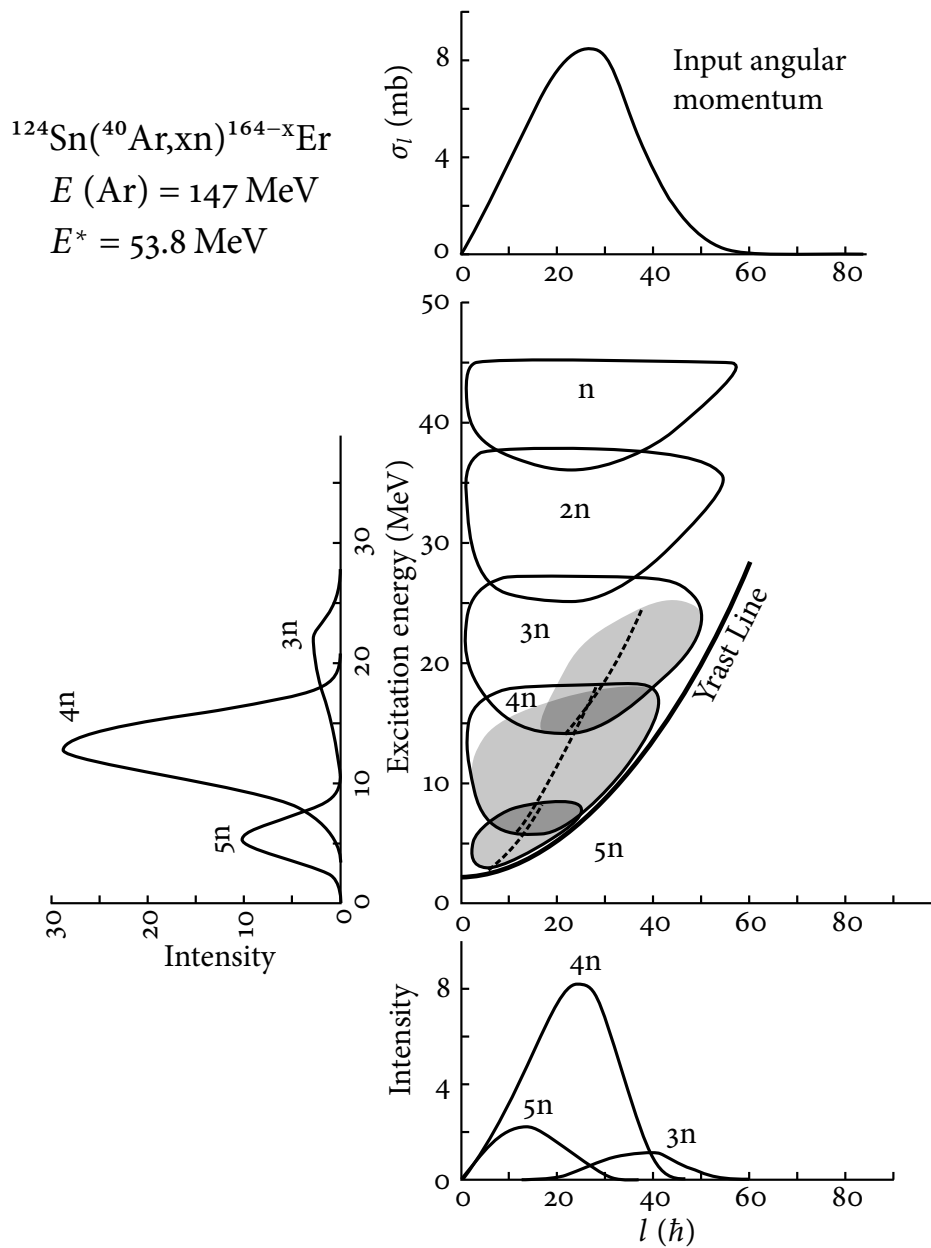 ¹²⁴Sn(⁴⁰Ar,xn)¹⁶⁴⁻ˣEr
E (Ar) = 147 MeV
E* = 53.8 MeV
Input angular
momentum
σₗ (mb)
8
4
0
0 20 40 60 80
Excitation energy (MeV)
50
40
30
20
10
0
n
2n
3n
4n
5n
Yrast Line
0 20 40 60 80
30
20
10
0
3n
4n
5n
30 20 10 0
Intensity
Intensity
8
4
0
4n
5n
3n
0 20 40 60 80
l (ħ)